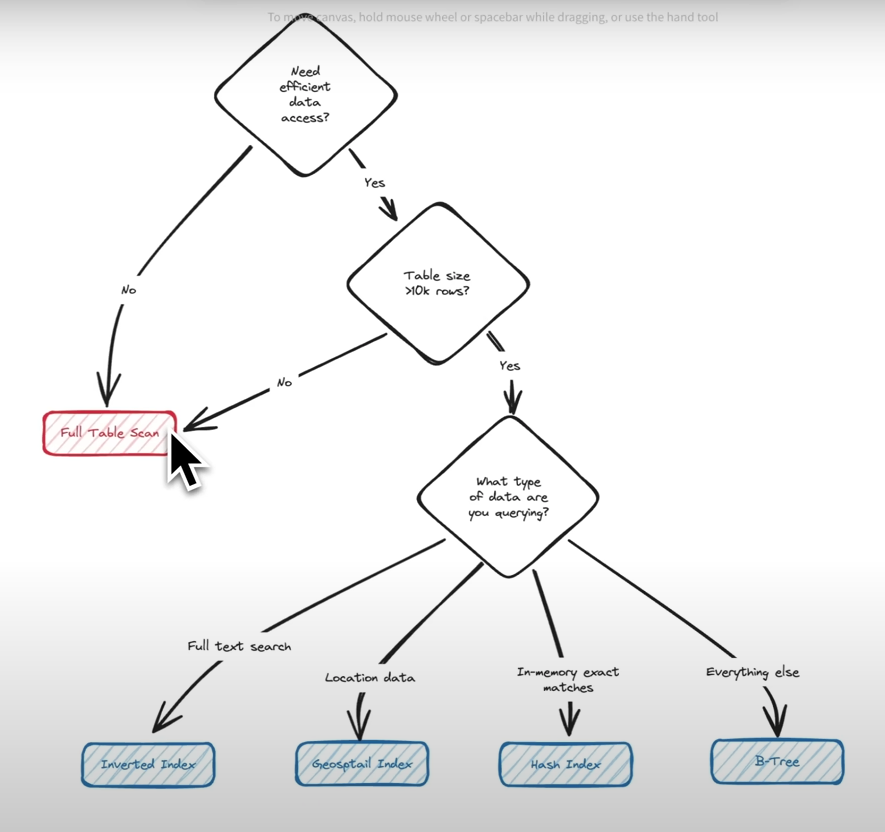 To move canvas, hold mouse wheel or spacebar while dragging, or use the hand tool
Need
efficient
data
access?
Yes
No
Table size
>10k rows?
No
Yes
Full Table Scan
What type
of data are
you querying?
Full text search
Location data
In-memory exact
matches
Everything else
Inverted Index
Geosptail Index
Hash Index
B-Tree